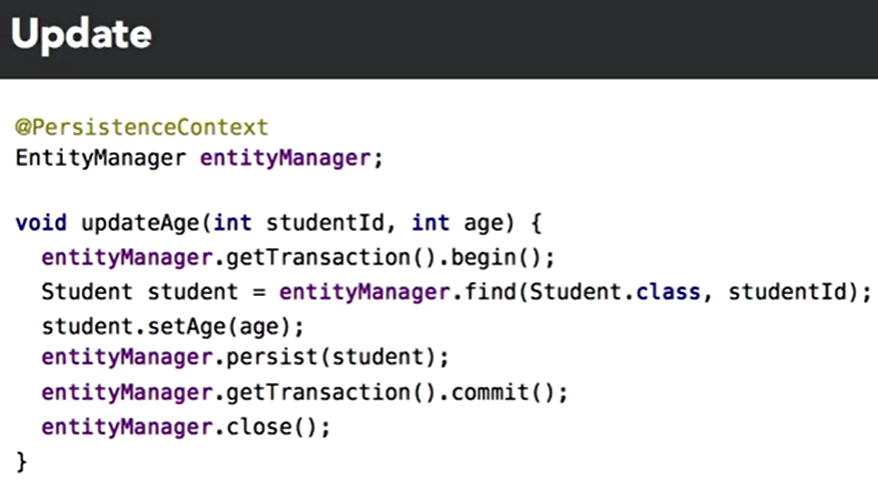 Update
@PersistenceContext
EntityManager entityManager;
void updateAge(int studentId, int age) {
entityManager.getTransaction().begin();
Student student = entityManager.find(Student.class, studentId);
student.setAge(age);
entityManager.persist(student);
entityManager.getTransaction().commit();
entityManager.close();
}